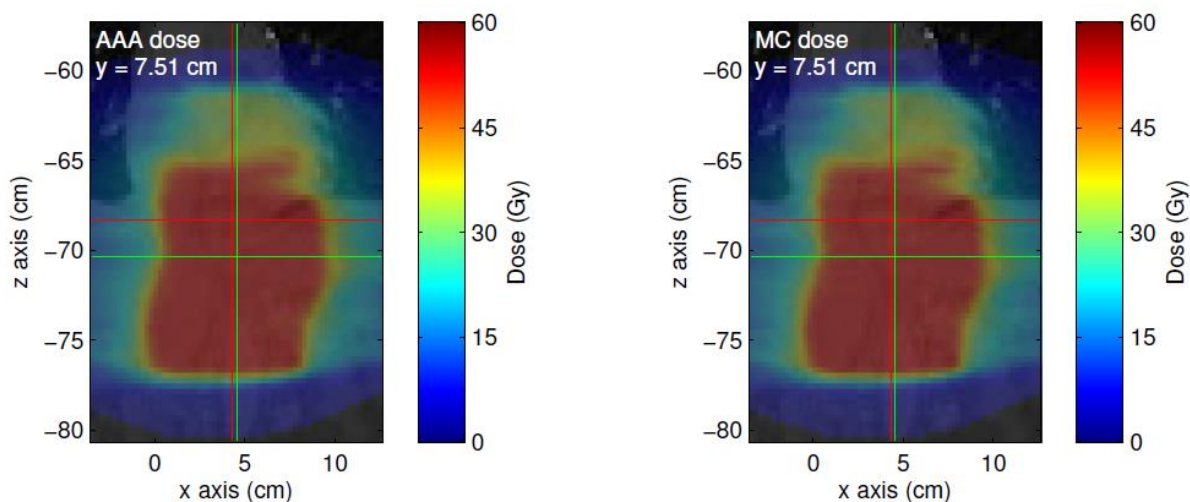 AAA dose
y = 7.51 cm
−60
−65
−70
−75
−80
z axis (cm)
0
5
10
x axis (cm)
60
45
30
15
0
Dose (Gy)
MC dose
y = 7.51 cm
−60
−65
−70
−75
−80
z axis (cm)
0
5
10
x axis (cm)
60
45
30
15
0
Dose (Gy)